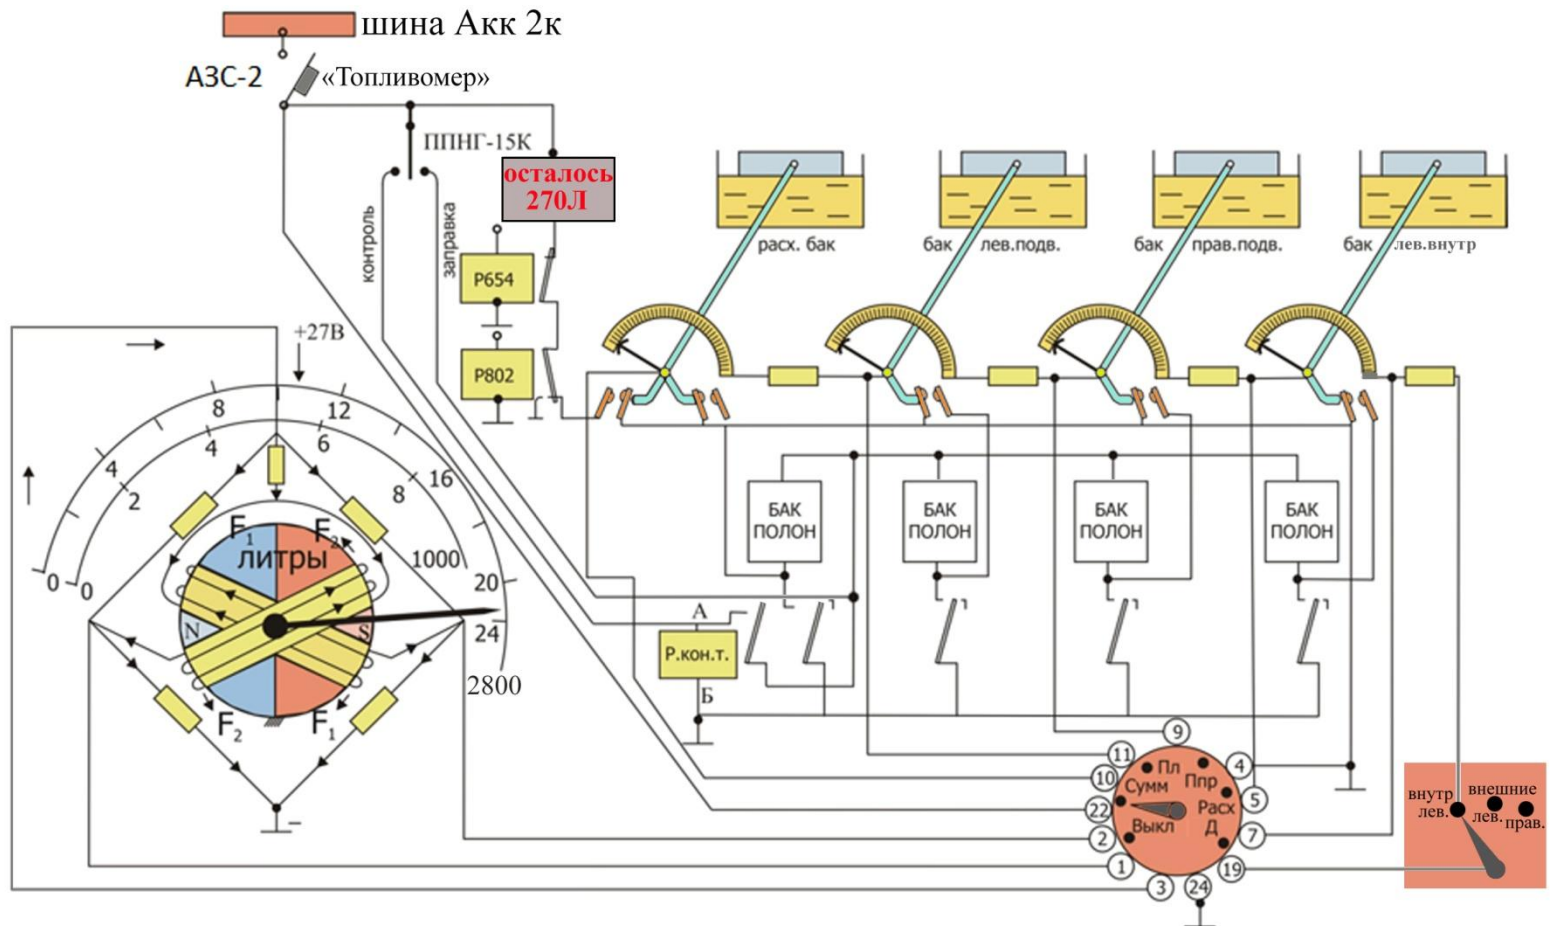 шина Акк 2к
АЗС-2
«Топливомер»
ППНГ-15К
осталось
270Л
контроль
заправка
Р654
Р802
+27В
расх. бак
бак лев.подв.
бак прав.подв.
бак лев.внутр
0
4
8
12
16
20
24
2800
0
2
4
6
8
1000
F1
F2
литры
N
S
F2
F1
–
БАК
ПОЛОН
БАК
ПОЛОН
БАК
ПОЛОН
БАК
ПОЛОН
А
Р.кон.т.
Б
9
11
4
10
5
22
2
7
1
19
3
24
Пл
Ппр
Сумм
Расх
Выкл
Д
внутр
лев.
внешние
лев.
прав.